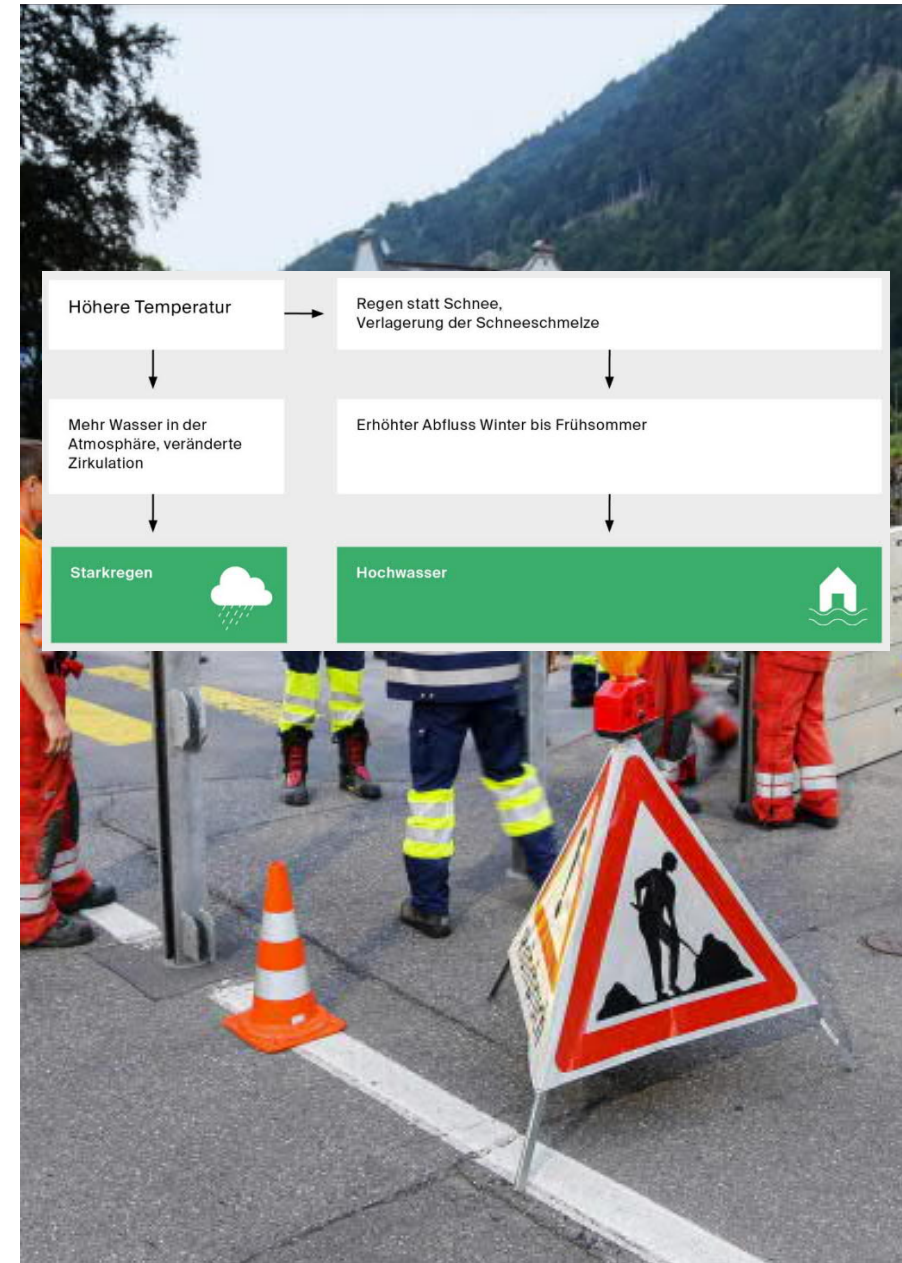 Höhere Temperatur
Regen statt Schnee,
Verlagerung der Schneeschmelze
Mehr Wasser in der
Atmosphäre, veränderte
Zirkulation
Erhöhter Abfluss Winter bis Frühsommer
Starkregen
Hochwasser